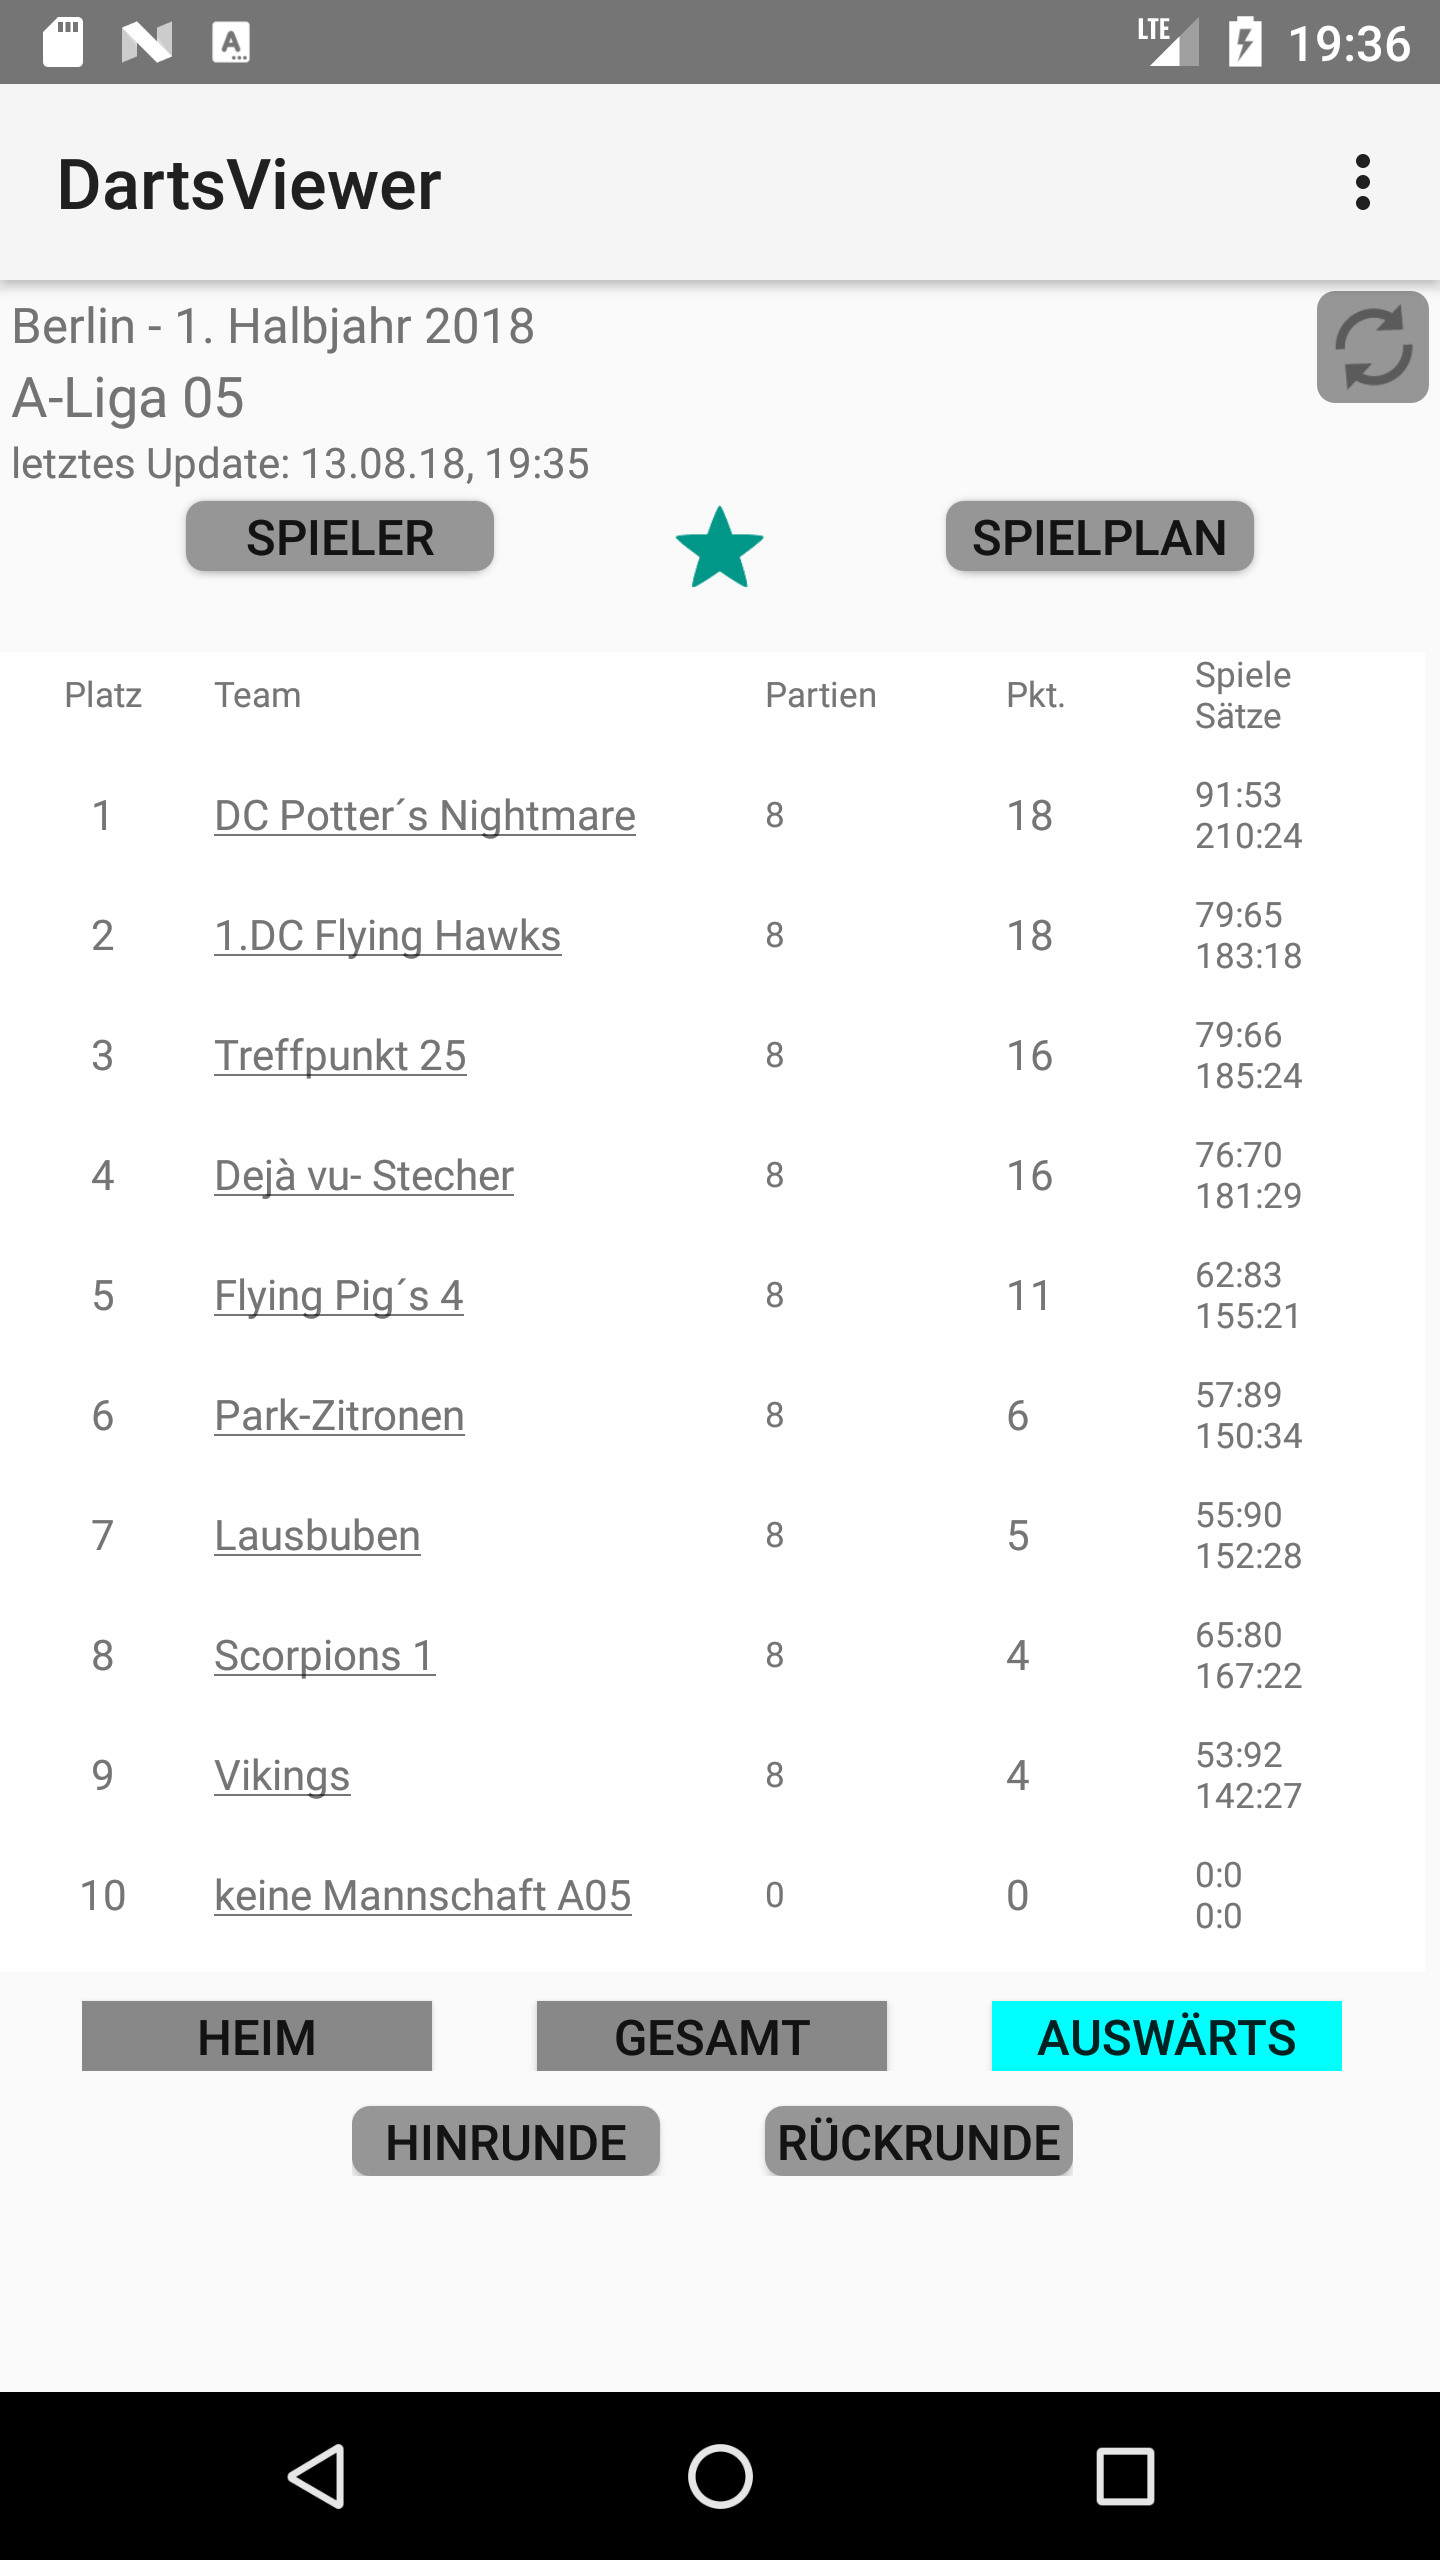 LTE 19:36
DartsViewer
Berlin - 1. Halbjahr 2018
A-Liga 05
letztes Update: 13.08.18, 19:35
SPIELER SPIELPLAN
Platz Team Partien Pkt. Spiele
Sätze
1 DC Potter´s Nightmare 8 18 91:53
210:24
2 1.DC Flying Hawks 8 18 79:65
183:18
3 Treffpunkt 25 8 16 79:66
185:24
4 Dejà vu- Stecher 8 16 76:70
181:29
5 Flying Pig´s 4 8 11 62:83
155:21
6 Park-Zitronen 8 6 57:89
150:34
7 Lausbuben 8 5 55:90
152:28
8 Scorpions 1 8 4 65:80
167:22
9 Vikings 8 4 53:92
142:27
10 keine Mannschaft A05 0 0 0:0
0:0
HEIM GESAMT AUSWÄRTS
HINRUNDE RÜCKRUNDE